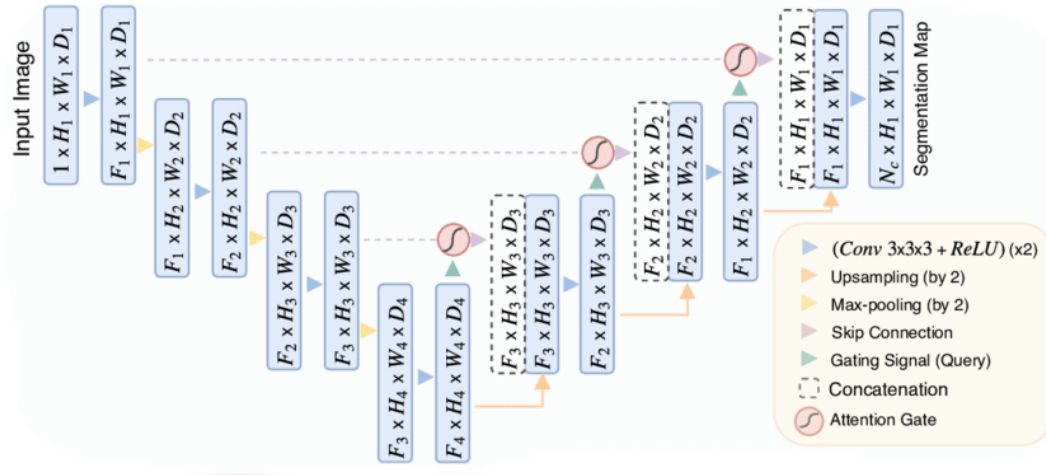 Input Image
1 x H₁ x W₁ x D₁
F₁ x H₁ x W₁ x D₁
F₁ x H₂ x W₂ x D₂
F₂ x H₂ x W₂ x D₂
F₂ x H₃ x W₃ x D₃
F₃ x H₃ x W₃ x D₃
F₃ x H₄ x W₄ x D₄
F₄ x H₄ x W₄ x D₄
F₃ x H₃ x W₃ x D₃
F₃ x H₃ x W₃ x D₃
F₂ x H₃ x W₃ x D₃
F₂ x H₂ x W₂ x D₂
F₂ x H₂ x W₂ x D₂
F₁ x H₂ x W₂ x D₂
F₁ x H₁ x W₁ x D₁
F₁ x H₁ x W₁ x D₁
N꜀ x H₁ x W₁ x D₁
Segmentation Map
(Conv 3x3x3 + ReLU) (x2)
Upsampling (by 2)
Max-pooling (by 2)
Skip Connection
Gating Signal (Query)
Concatenation
Attention Gate